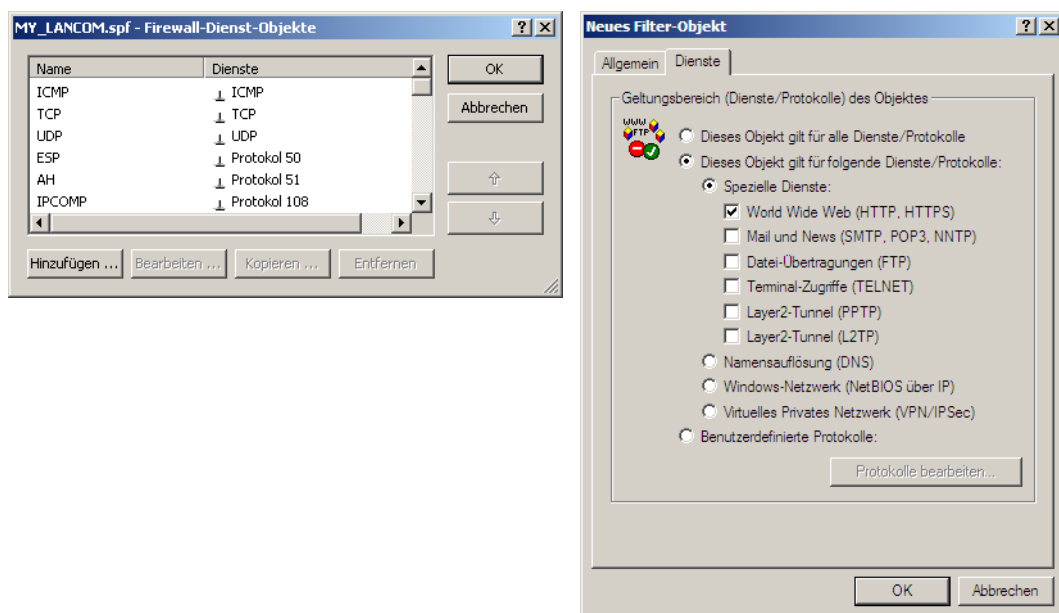 MY_LANCOM.spf - Firewall-Dienst-Objekte
Name Dienste
ICMP ICMP
TCP TCP
UDP UDP
ESP Protokol 50
AH Protokol 51
IPCOMP Protokol 108
OK
Abbrechen
Hinzufügen ... Bearbeiten ... Kopieren ... Entfernen
Neues Filter-Objekt
Allgemein Dienste
Geltungsbereich (Dienste/Protokolle) des Objektes
WWW
FTP
Dieses Objekt gilt für alle Dienste/Protokolle
Dieses Objekt gilt für folgende Dienste/Protokolle:
Spezielle Dienste:
World Wide Web (HTTP, HTTPS)
Mail und News (SMTP, POP3, NNTP)
Datei-Übertragungen (FTP)
Terminal-Zugriffe (TELNET)
Layer2-Tunnel (PPTP)
Layer2-Tunnel (L2TP)
Namensauflösung (DNS)
Windows-Netzwerk (NetBIOS über IP)
Virtuelles Privates Netzwerk (VPN/IPSec)
Benutzerdefinierte Protokolle:
Protokolle bearbeiten...
OK Abbrechen